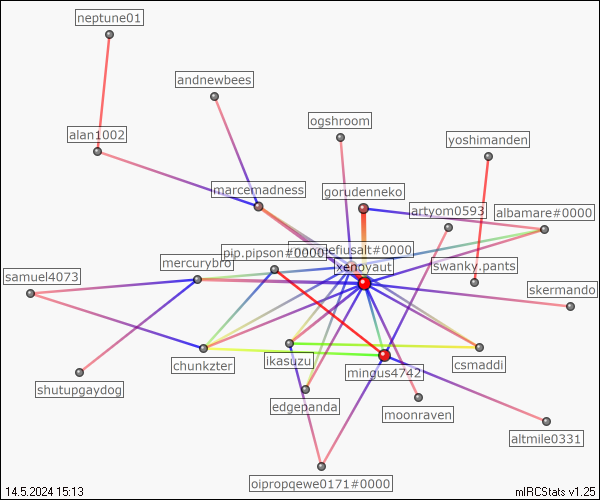 neptune01
andnewbees
ogshroom
alan1002
yoshimanden
marcemadness
gorudenneko
artyom0593
albamare#0000
efiusalt#0000
pip.pipson#0000
mercurybro
xenoyaut
swanky.pants
samuel4073
skermando
chunkzter
ikasuzu
csmaddi
mingus4742
shutupgaydog
edgepanda
moonraven
altmile0331
oipropqewe0171#0000
14.5.2024 15:13
mIRCStats v1.25